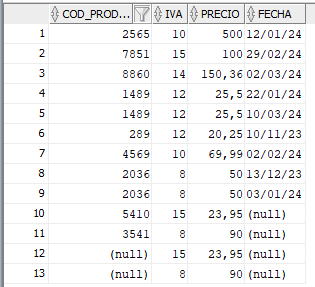 COD_PROD... IVA PRECIO FECHA
1 2565 10 500 12/01/24
2 7851 15 100 29/02/24
3 8860 14 150,36 02/03/24
4 1489 12 25,5 22/01/24
5 1489 12 25,5 10/03/24
6 289 12 20,25 10/11/23
7 4569 10 69,99 02/02/24
8 2036 8 50 13/12/23
9 2036 8 50 03/01/24
10 5410 15 23,95 (null)
11 3541 8 90 (null)
12 (null) 15 23,95 (null)
13 (null) 8 90 (null)